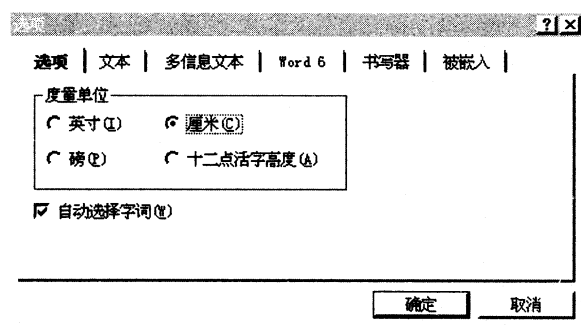 选项
选项 文本 多信息文本 Word 6 书写器 被嵌入
度量单位
英寸(I) 厘米(C)
磅(P) 十二点活字高度(A)
自动选择字词(W)
确定 取消